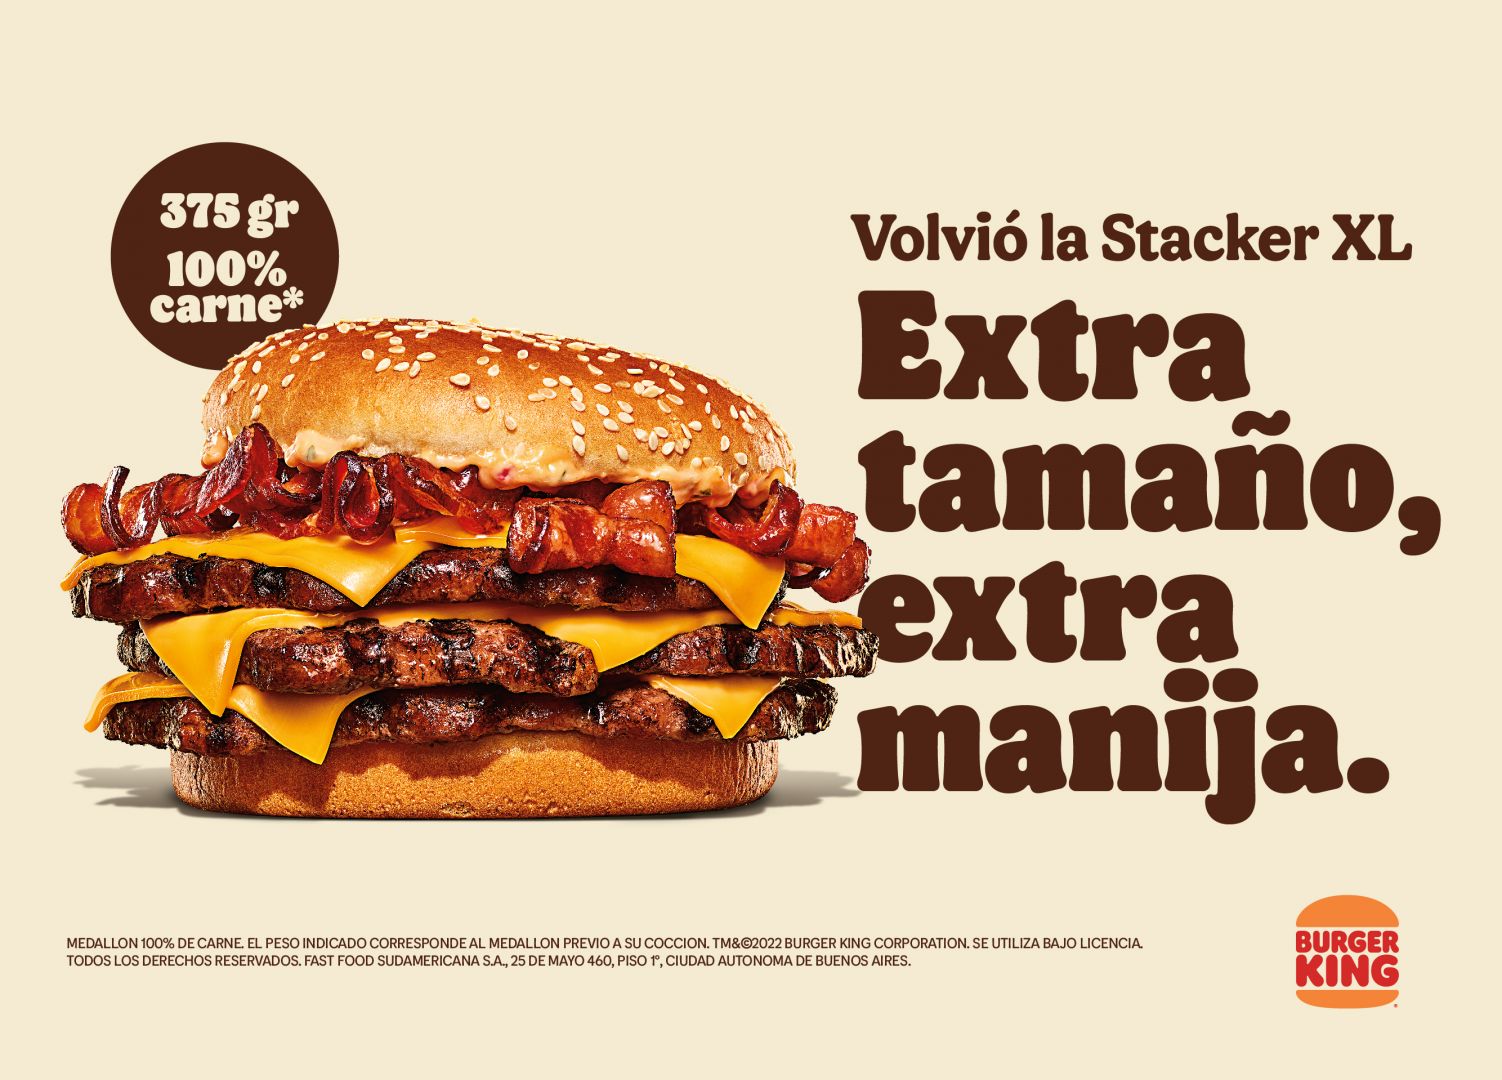 375 gr
100%
carne*
Volvió la Stacker XL
Extra
tamaño,
extra
manija.
MEDALLON 100% DE CARNE. EL PESO INDICADO CORRESPONDE AL MEDALLON PREVIO A SU COCCION. TM&©2022 BURGER KING CORPORATION. SE UTILIZA BAJO LICENCIA.
TODOS LOS DERECHOS RESERVADOS. FAST FOOD SUDAMERICANA S.A., 25 DE MAYO 460, PISO 1°, CIUDAD AUTONOMA DE BUENOS AIRES.
BURGER
KING